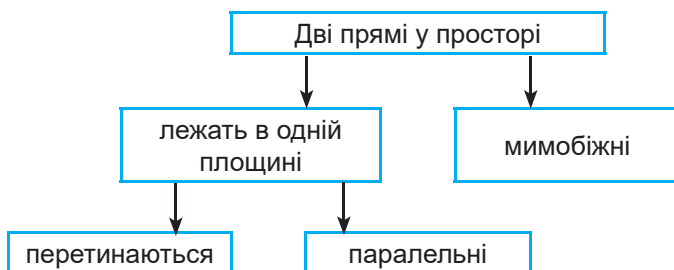 Дві прямі у просторі
лежать в одній
площині
мимобіжні
перетинаються
паралельні